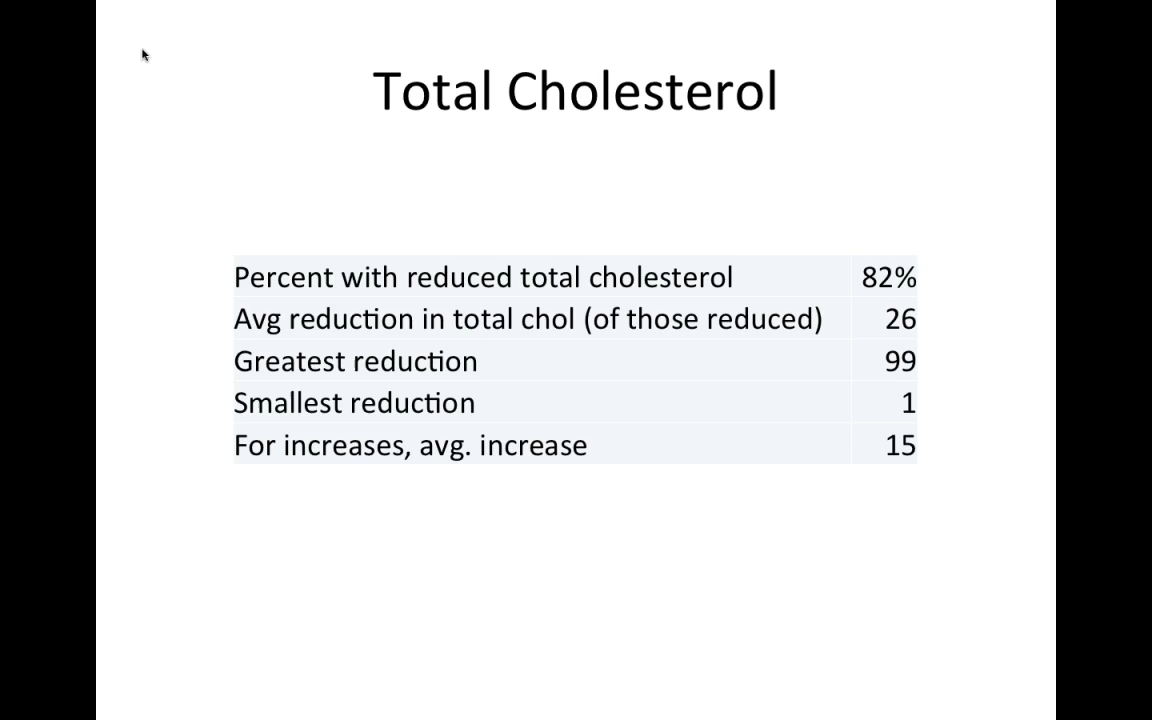 Total Cholesterol
Percent with reduced total cholesterol 82%
Avg reduction in total chol (of those reduced) 26
Greatest reduction 99
Smallest reduction 1
For increases, avg. increase 15